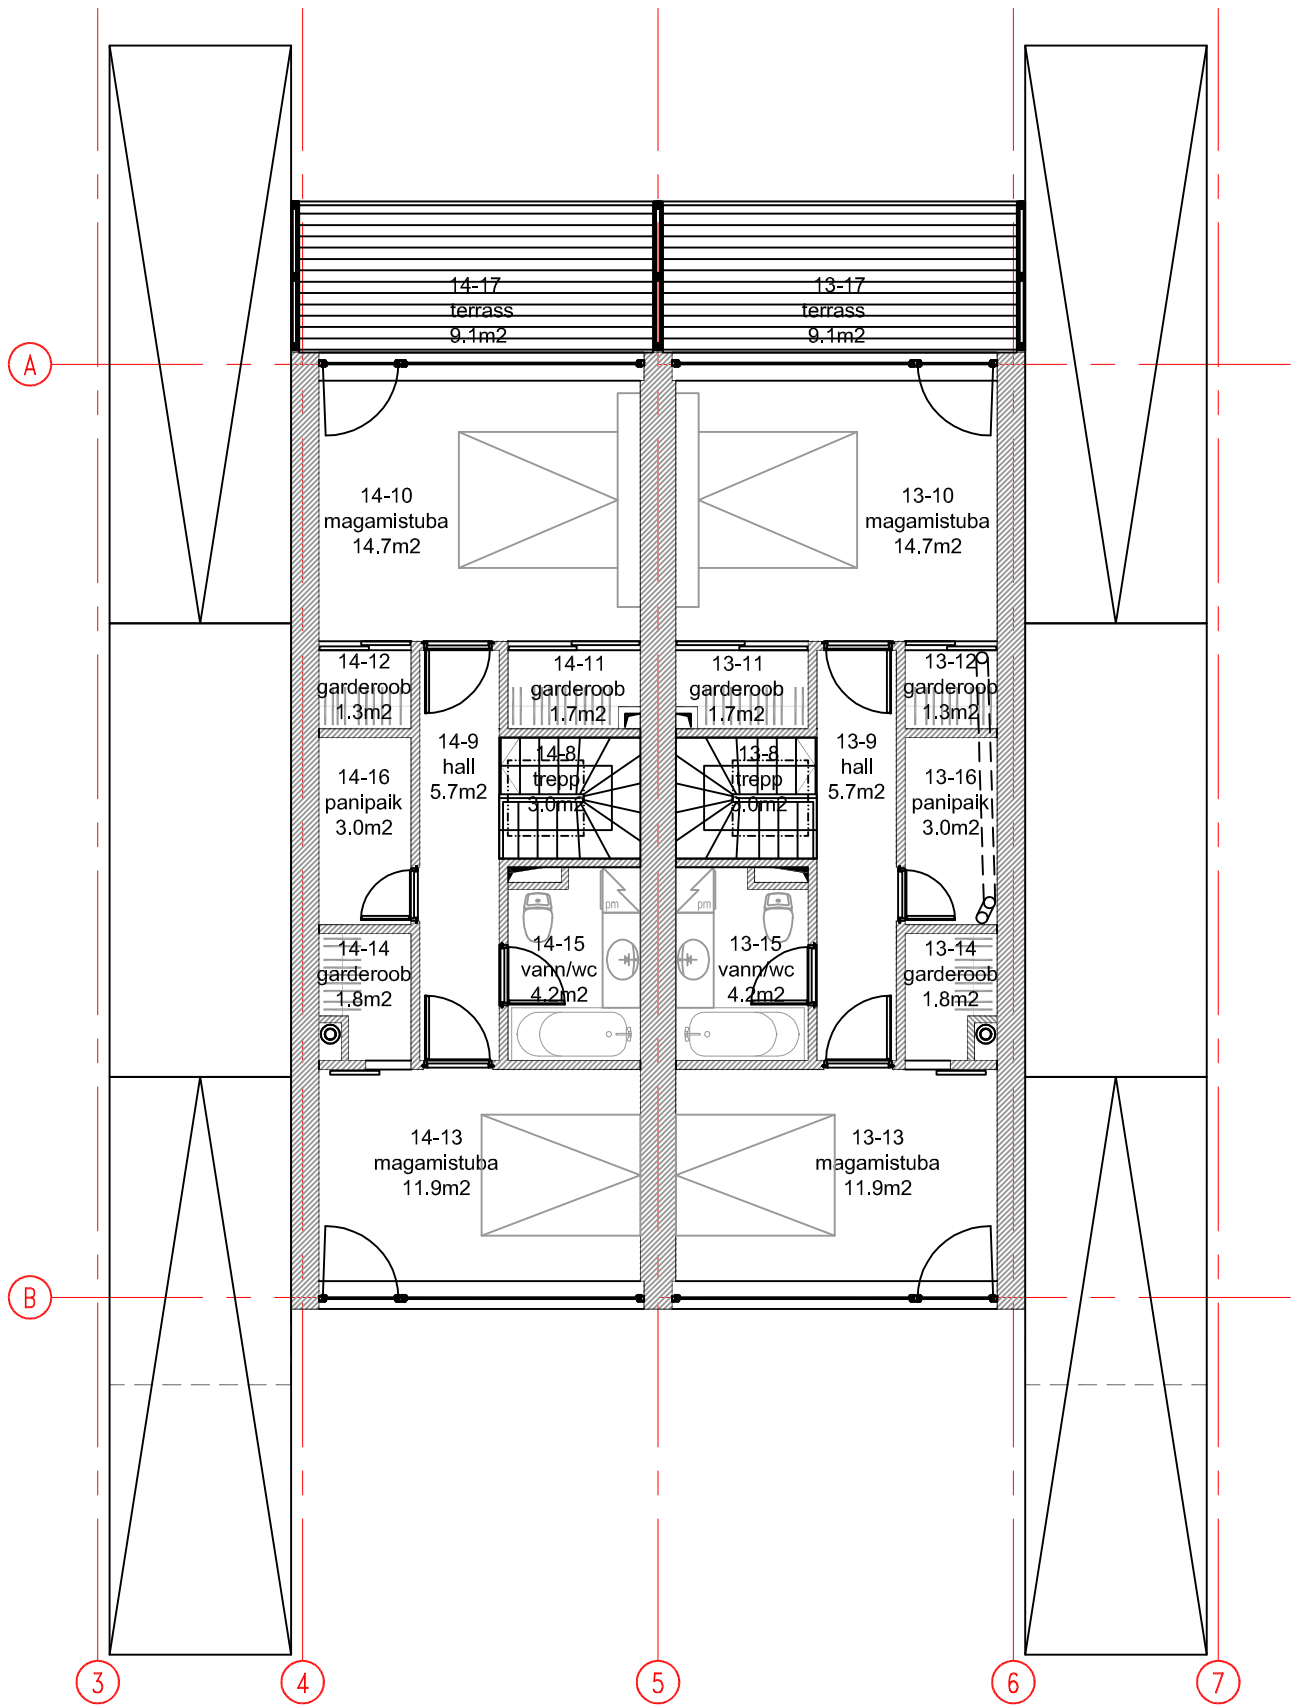 14-17
terrass
9.1m2
13-17
terrass
9.1m2
A
14-10
magamistuba
14.7m2
13-10
magamistuba
14.7m2
14-12
garderoob
1.3m2
14-11
garderoob
1.7m2
13-11
garderoob
1.7m2
13-12
garderoob
1.3m2
14-9
hall
5.7m2
14-8
trepp
3.0m2
13-8
trepp
3.0m2
13-9
hall
5.7m2
14-16
panipaik
3.0m2
13-16
panipaik
3.0m2
pm
pm
14-14
garderoob
1.8m2
14-15
vann/wc
4.2m2
13-15
vann/wc
4.2m2
13-14
garderoob
1.8m2
14-13
magamistuba
11.9m2
13-13
magamistuba
11.9m2
B
3
4
5
6
7